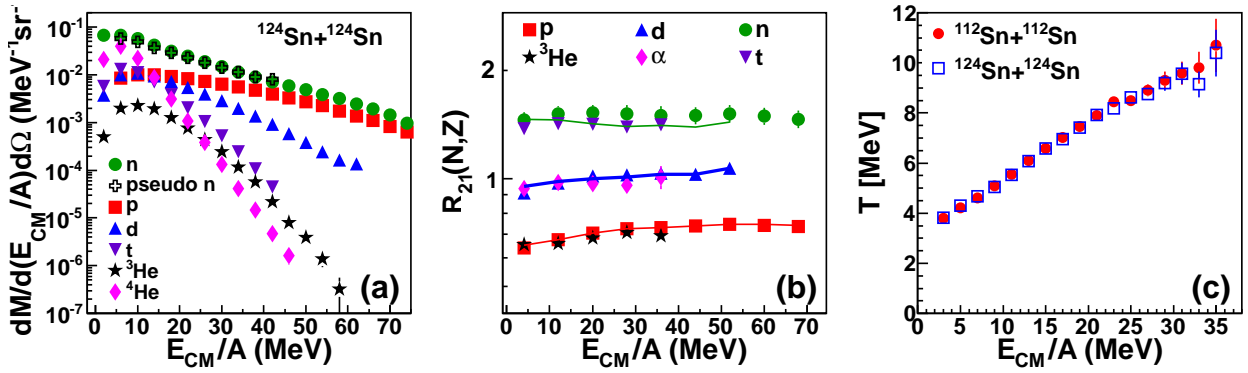 dM/d(E_CM/A)dΩ (MeV⁻¹sr⁻
10⁻¹
10⁻²
10⁻³
10⁻⁴
10⁻⁵
10⁻⁶
10⁻⁷
¹²⁴Sn+¹²⁴Sn
n
pseudo n
p
d
t
³He
⁴He
(a)
0 10 20 30 40 50 60 70
E_CM/A (MeV)
R₂₁(N,Z)
2
1
p d n
³He α t
(b)
0 10 20 30 40 50 60 70
E_CM/A (MeV)
T [MeV]
12
10
8
6
4
2
0
¹¹²Sn+¹¹²Sn
¹²⁴Sn+¹²⁴Sn
(c)
0 5 10 15 20 25 30 35
E_CM/A (MeV)